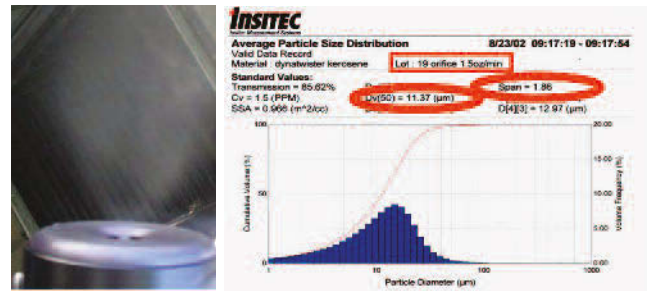 INSITEC
Average Particle Size Distribution 8/23/02 09:17:19 - 09:17:54
Valid Data Record
Material : dynatwister kerosene Lot : 19 orifice 1.5oz/min
Standard Values:
Transmission = 85.62% Span = 1.86
Cv = 1.5 (PPM) Dv(50) = 11.37 (µm)
SSA = 0.966 (m^2/cc) D[4][3] = 12.97 (µm)
100 20.00
15.00
50 10.00
5.00
0 0.00
Cumulative Volume (%)
Volume Frequency (%)
1 10 100 1000
Particle Diameter (µm)